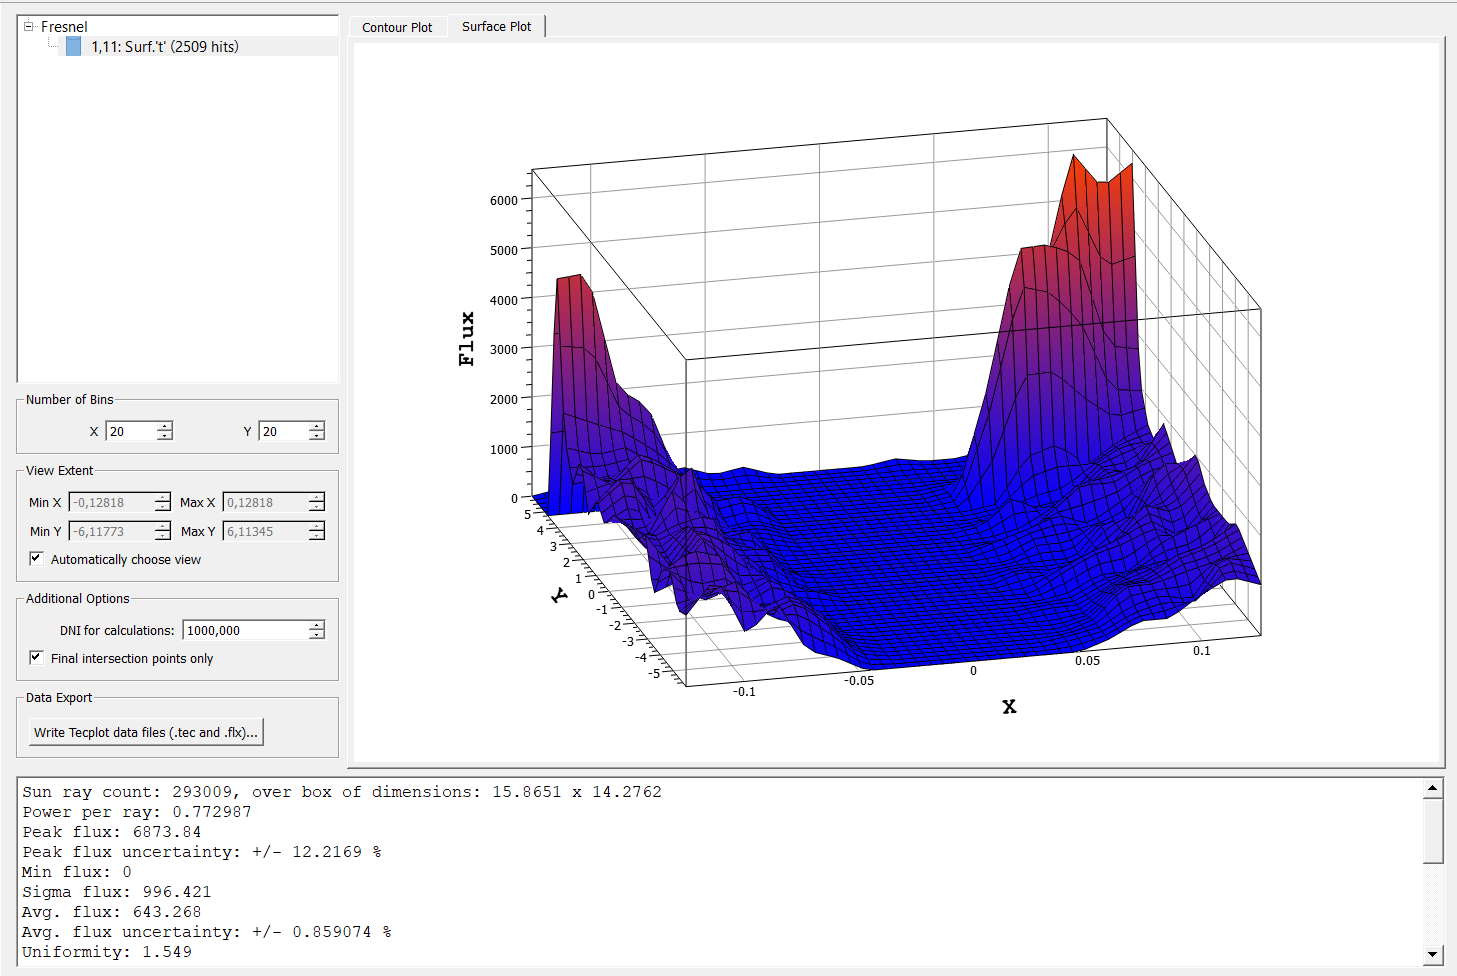 Fresnel
1,11: Surf.'t' (2509 hits)
Number of Bins
X 20 Y 20
View Extent
Min X -0,12818 Max X 0,12818
Min Y -6,11773 Max Y 6,11345
Automatically choose view
Additional Options
DNI for calculations: 1000,000
Final intersection points only
Data Export
Write Tecplot data files (.tec and .flx)...
Contour Plot Surface Plot
Flux
6000
5000
4000
3000
2000
1000
0
5
4
3
2
1
0
-1
-2
-3
-4
-5
Y
-0.1
-0.05
0
0.05
0.1
X
Sun ray count: 293009, over box of dimensions: 15.8651 x 14.2762
Power per ray: 0.772987
Peak flux: 6873.84
Peak flux uncertainty: +/- 12.2169 %
Min flux: 0
Sigma flux: 996.421
Avg. flux: 643.268
Avg. flux uncertainty: +/- 0.859074 %
Uniformity: 1.549